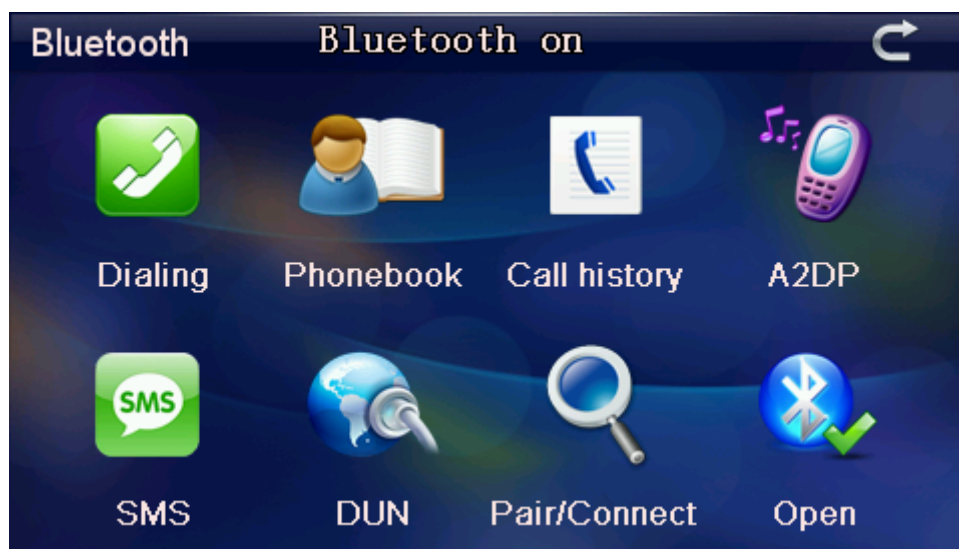 Bluetooth Bluetooth on
Dialing Phonebook Call history A2DP
SMS
SMS DUN Pair/Connect Open